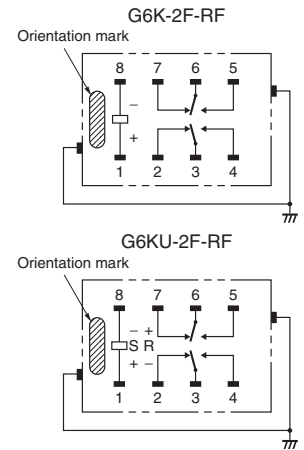 G6K-2F-RF
Orientation mark
8 7 6 5
−
+
1 2 3 4
G6KU-2F-RF
Orientation mark
8 7 6 5
− +
S R
+ −
1 2 3 4